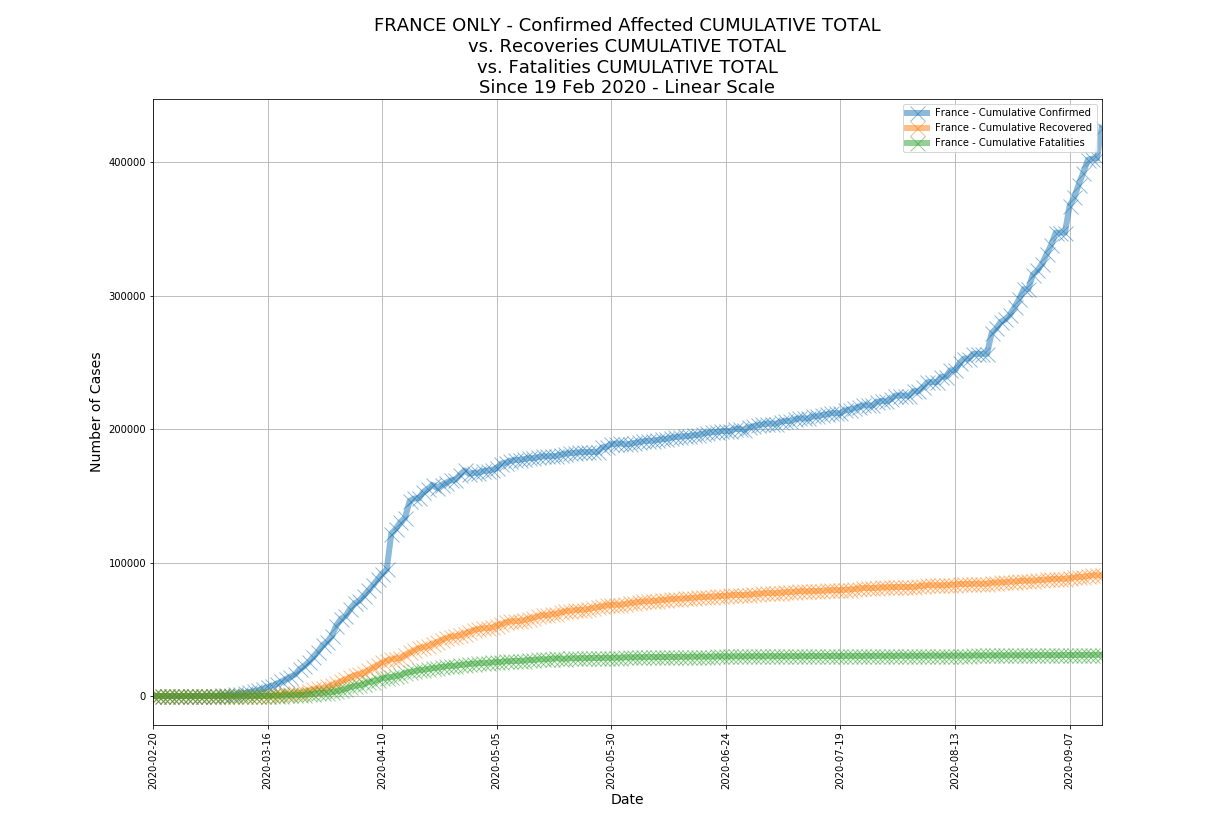 FRANCE ONLY - Confirmed Affected CUMULATIVE TOTAL
vs. Recoveries CUMULATIVE TOTAL
vs. Fatalities CUMULATIVE TOTAL
Since 19 Feb 2020 - Linear Scale
France - Cumulative Confirmed
France - Cumulative Recovered
France - Cumulative Fatalities
Number of Cases
400000
300000
200000
100000
0
2020-02-20
2020-03-16
2020-04-10
2020-05-05
2020-05-30
2020-06-24
2020-07-19
2020-08-13
2020-09-07
Date